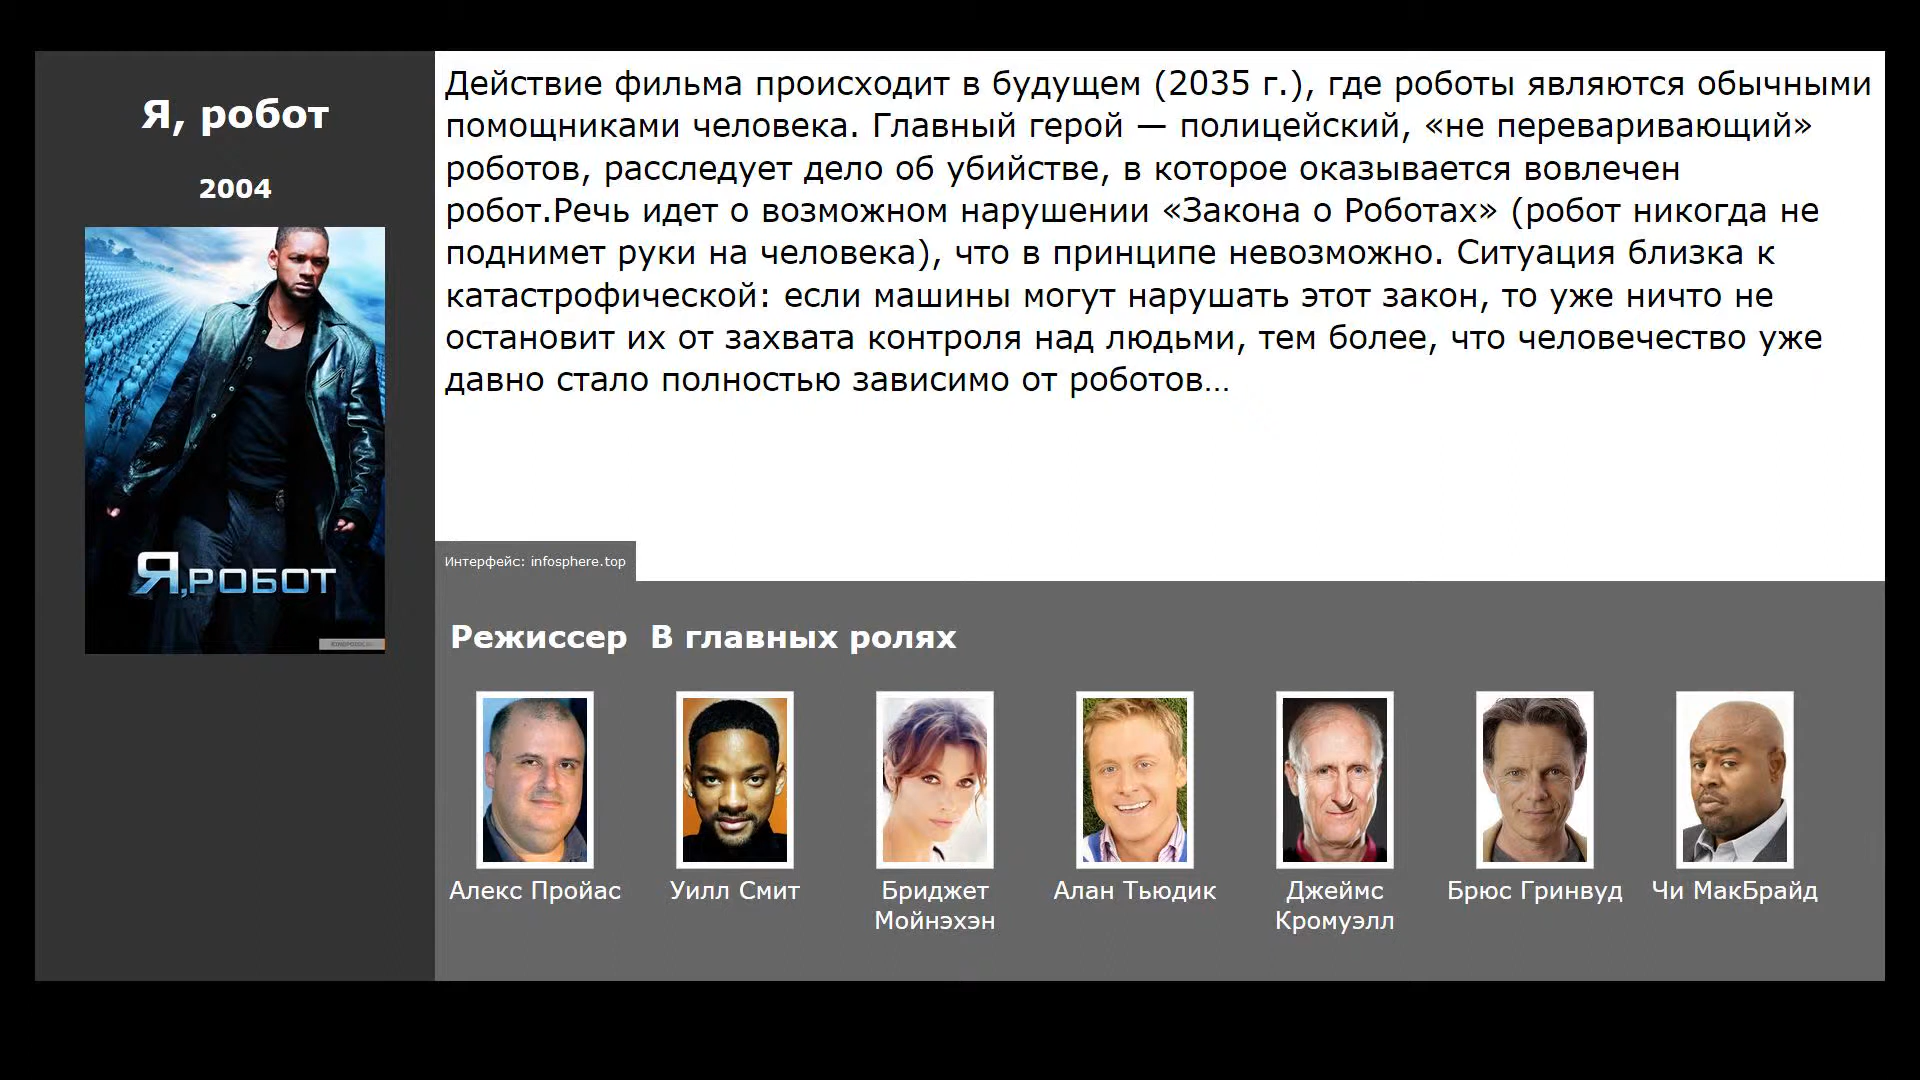 Я, робот
2004
Я,РОБОТ
Действие фильма происходит в будущем (2035 г.), где роботы являются обычными
помощниками человека. Главный герой — полицейский, «не переваривающий»
роботов, расследует дело об убийстве, в которое оказывается вовлечен
робот.Речь идет о возможном нарушении «Закона о Роботах» (робот никогда не
поднимет руки на человека), что в принципе невозможно. Ситуация близка к
катастрофической: если машины могут нарушать этот закон, то уже ничто не
остановит их от захвата контроля над людьми, тем более, что человечество уже
давно стало полностью зависимо от роботов…
Интерфейс: infosphere.top
Режиссер В главных ролях
Алекс Пройас
Уилл Смит
Бриджет
Мойнэхэн
Алан Тьюдик
Джеймс
Кромуэлл
Брюс Гринвуд
Чи МакБрайд